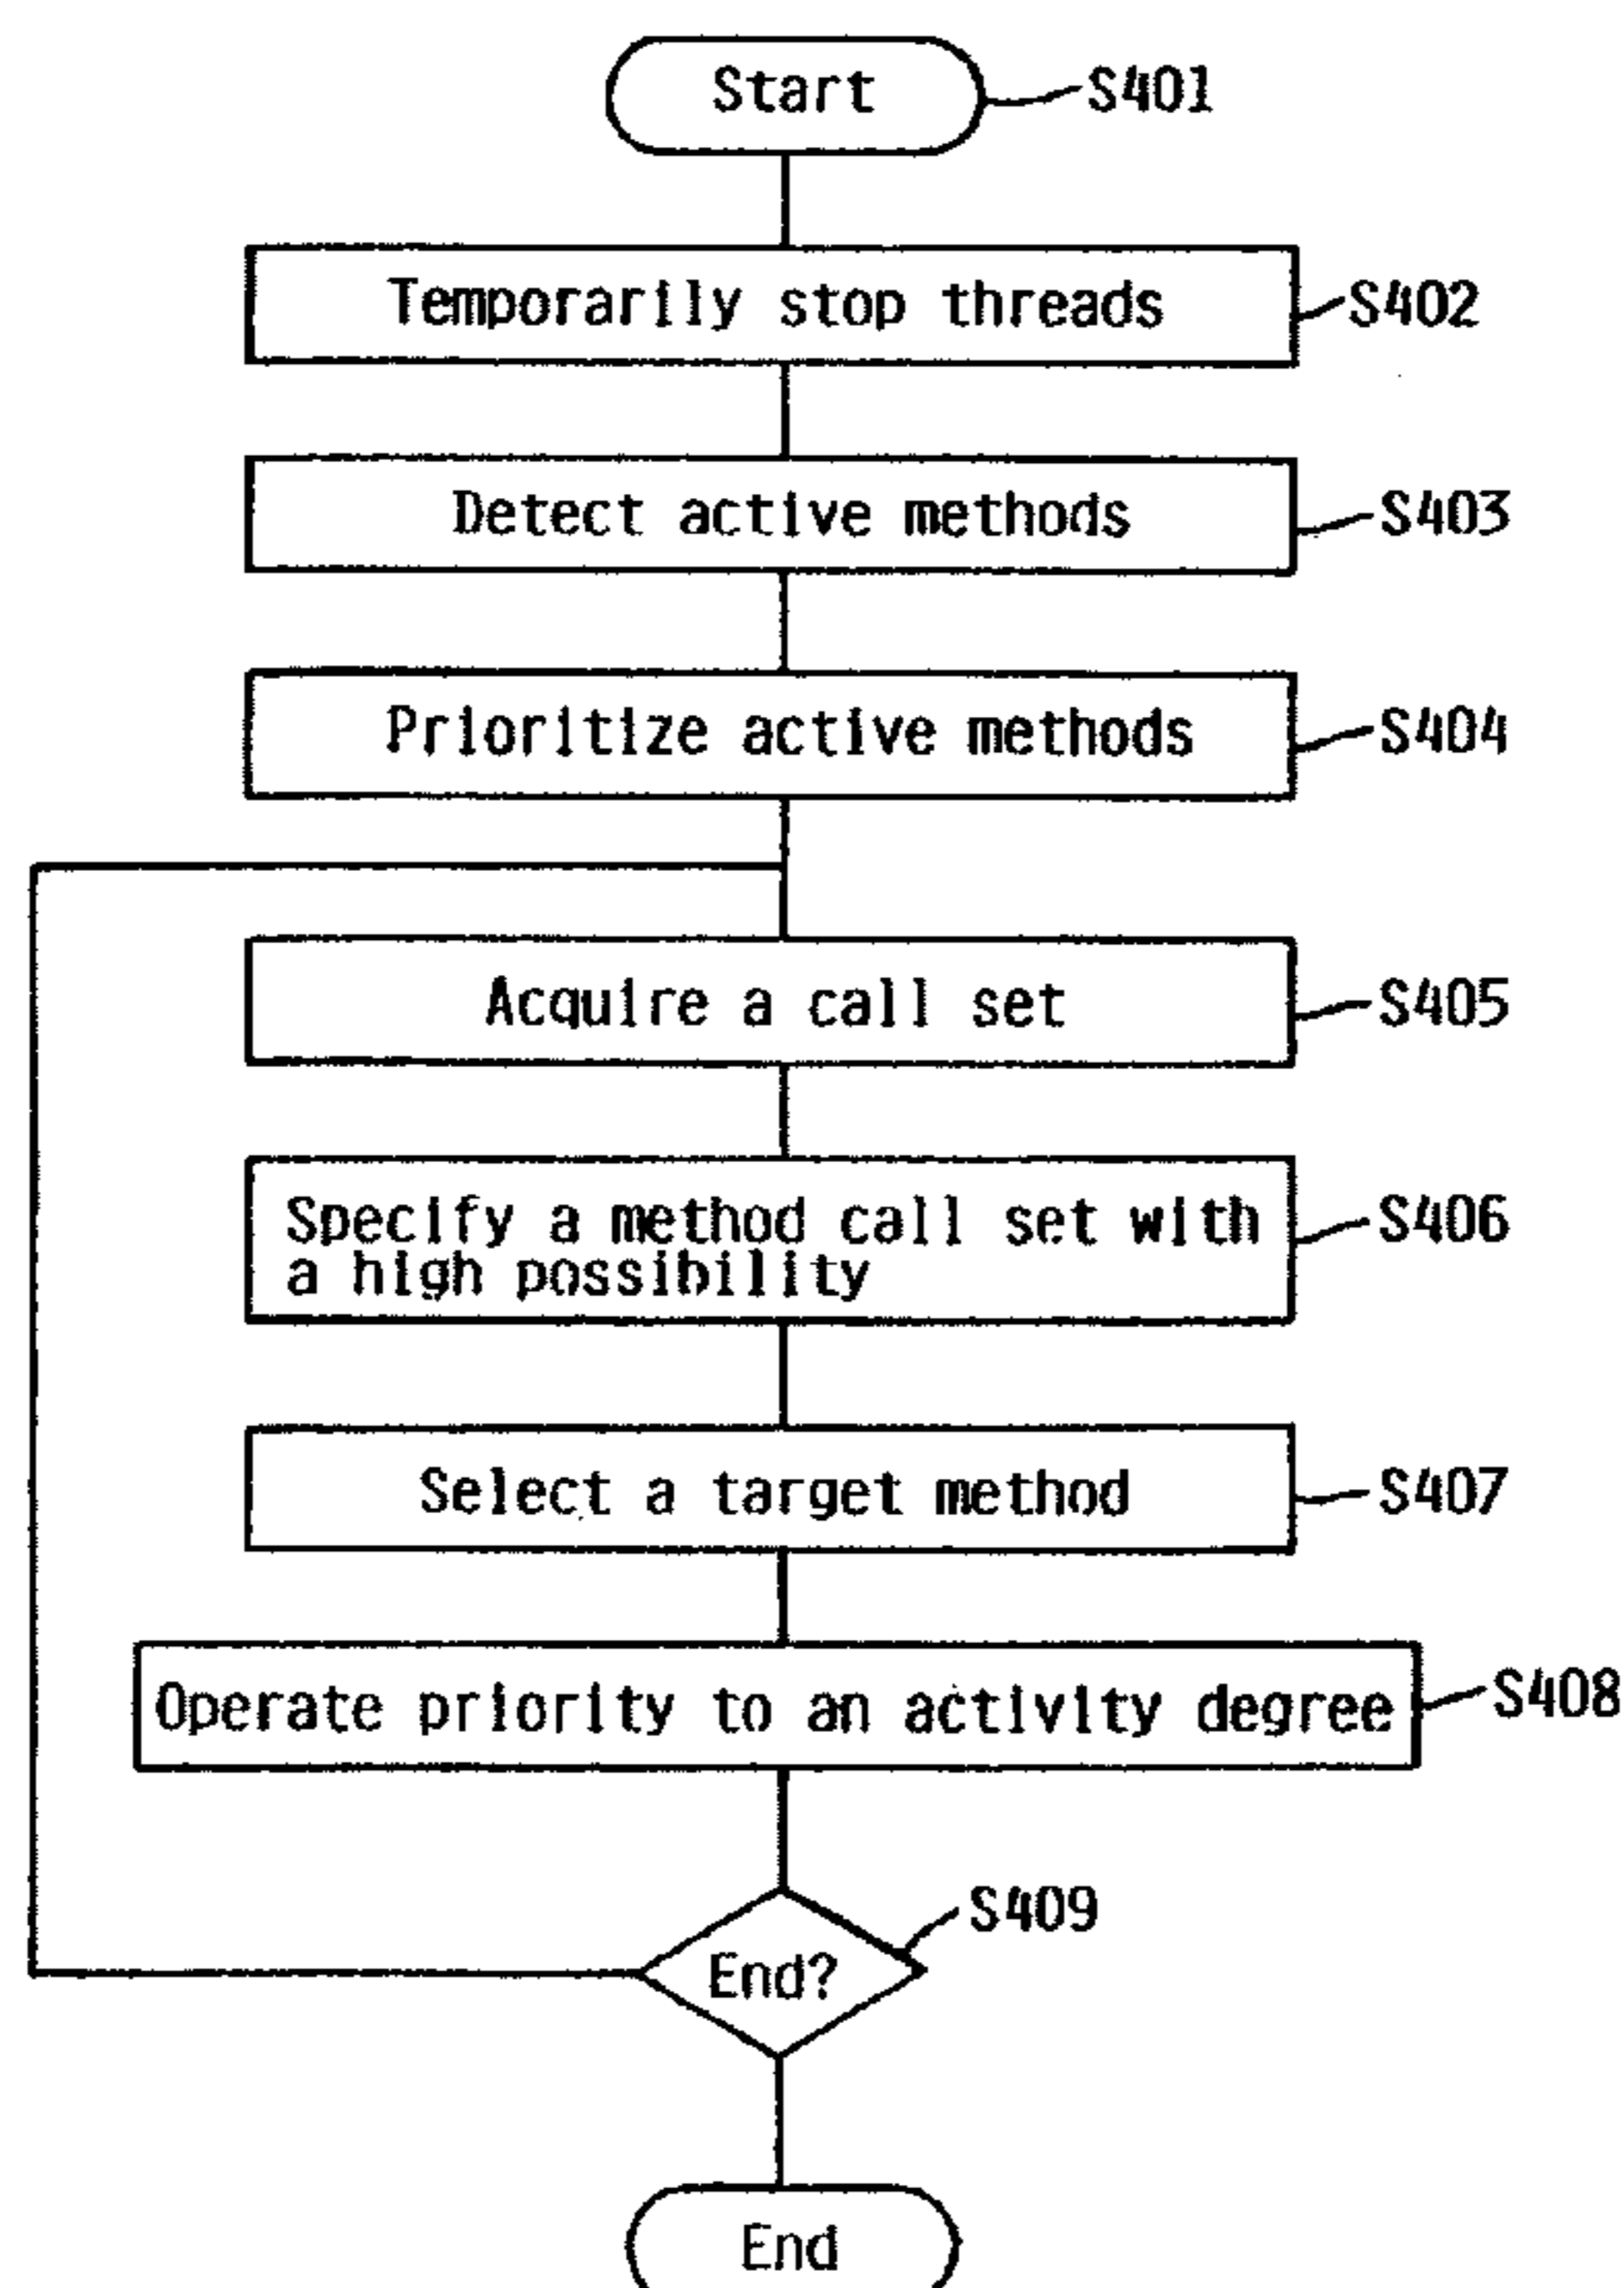 Start
S401
Temporarily stop threads
S402
Detect active methods
S403
Prioritize active methods
S404
Acquire a call set
S405
Specify a method call set with
a high possibility
S406
Select a target method
S407
Operate priority to an activity degree
S408
End?
S409
End